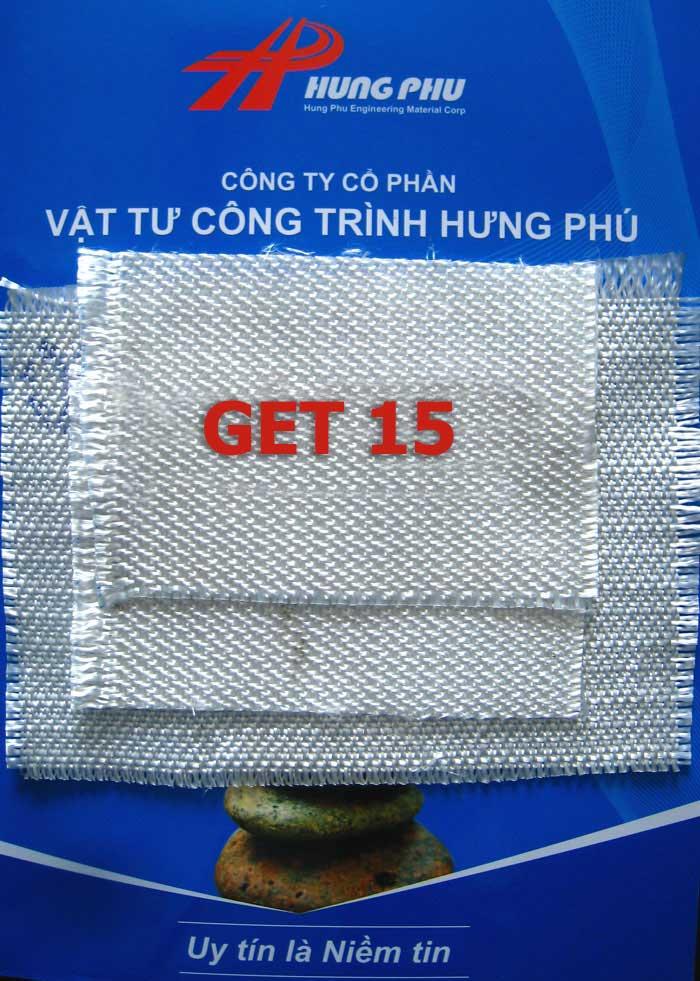 HUNG PHU
Hung Phu Engineering Material Corp
CÔNG TY CỔ PHẦN
VẬT TƯ CÔNG TRÌNH HƯNG PHÚ
GET 15
Uy tín là Niềm tin